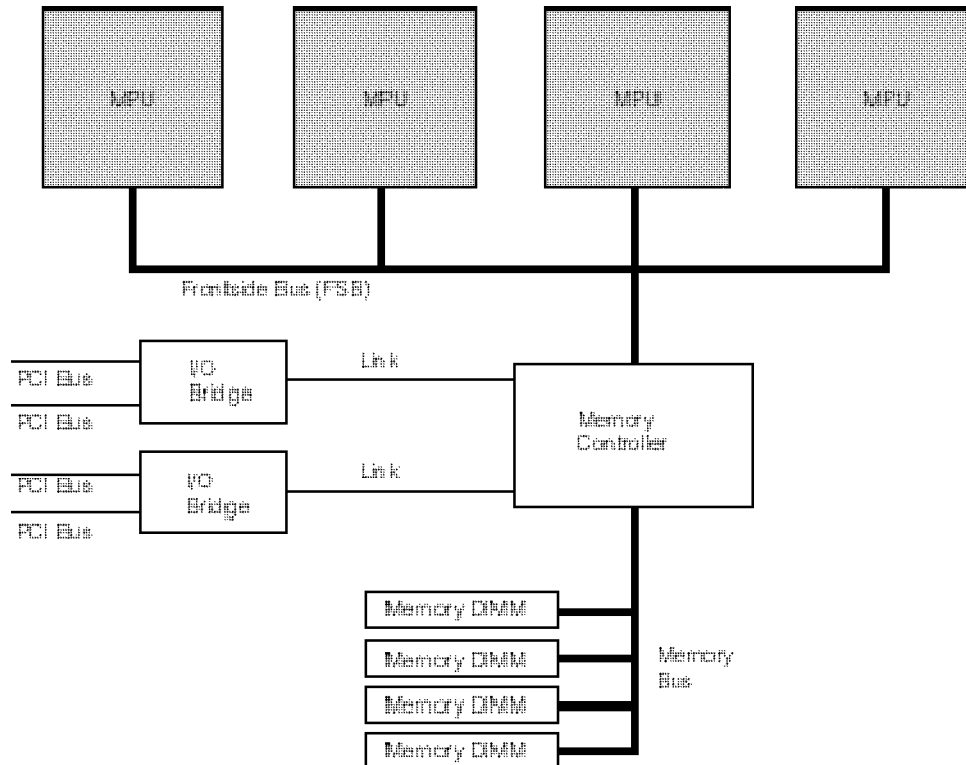 MPU
MPU
MPU
MPU
Frontside Bus (FSB)
Link
PCI Bus
I/O
Bridge
PCI Bus
Memory
Controller
Link
PCI Bus
I/O
Bridge
PCI Bus
Memory DIMM
Memory DIMM
Memory
Bus
Memory DIMM
Memory DIMM